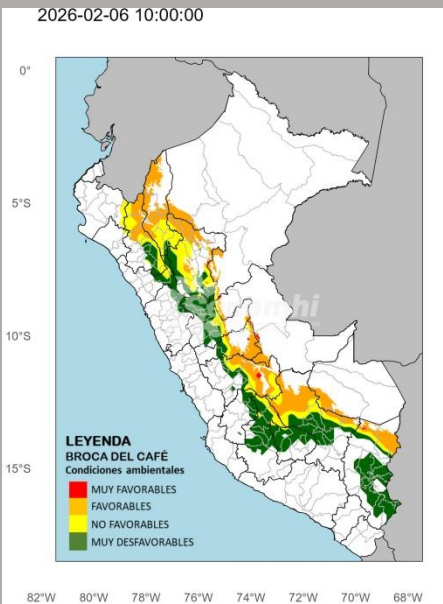 2026-02-06 10:00:00
0°
5°S
10°S
15°S
LEYENDA
BROCA DEL CAFÉ
Condiciones ambientales
MUY FAVORABLES
FAVORABLES
NO FAVORABLES
MUY DESFAVORABLES
82°W 80°W 78°W 76°W 74°W 72°W 70°W 68°W